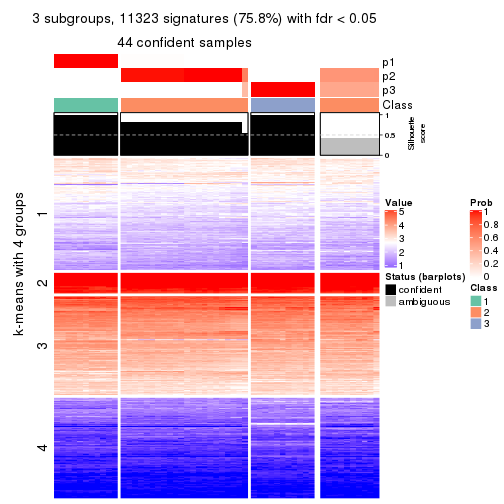 3 subgroups, 11323 signatures (75.8%) with fdr < 0.05
44 confident samples
p1
p2
p3
Class
1
0.5
0
Silhouette
score
k-means with 4 groups
1
2
3
4
Value
5
4
3
2
1
Status (barplots)
confident
ambiguous
Prob
1
0.8
0.6
0.4
0.2
0
Class
1
2
3